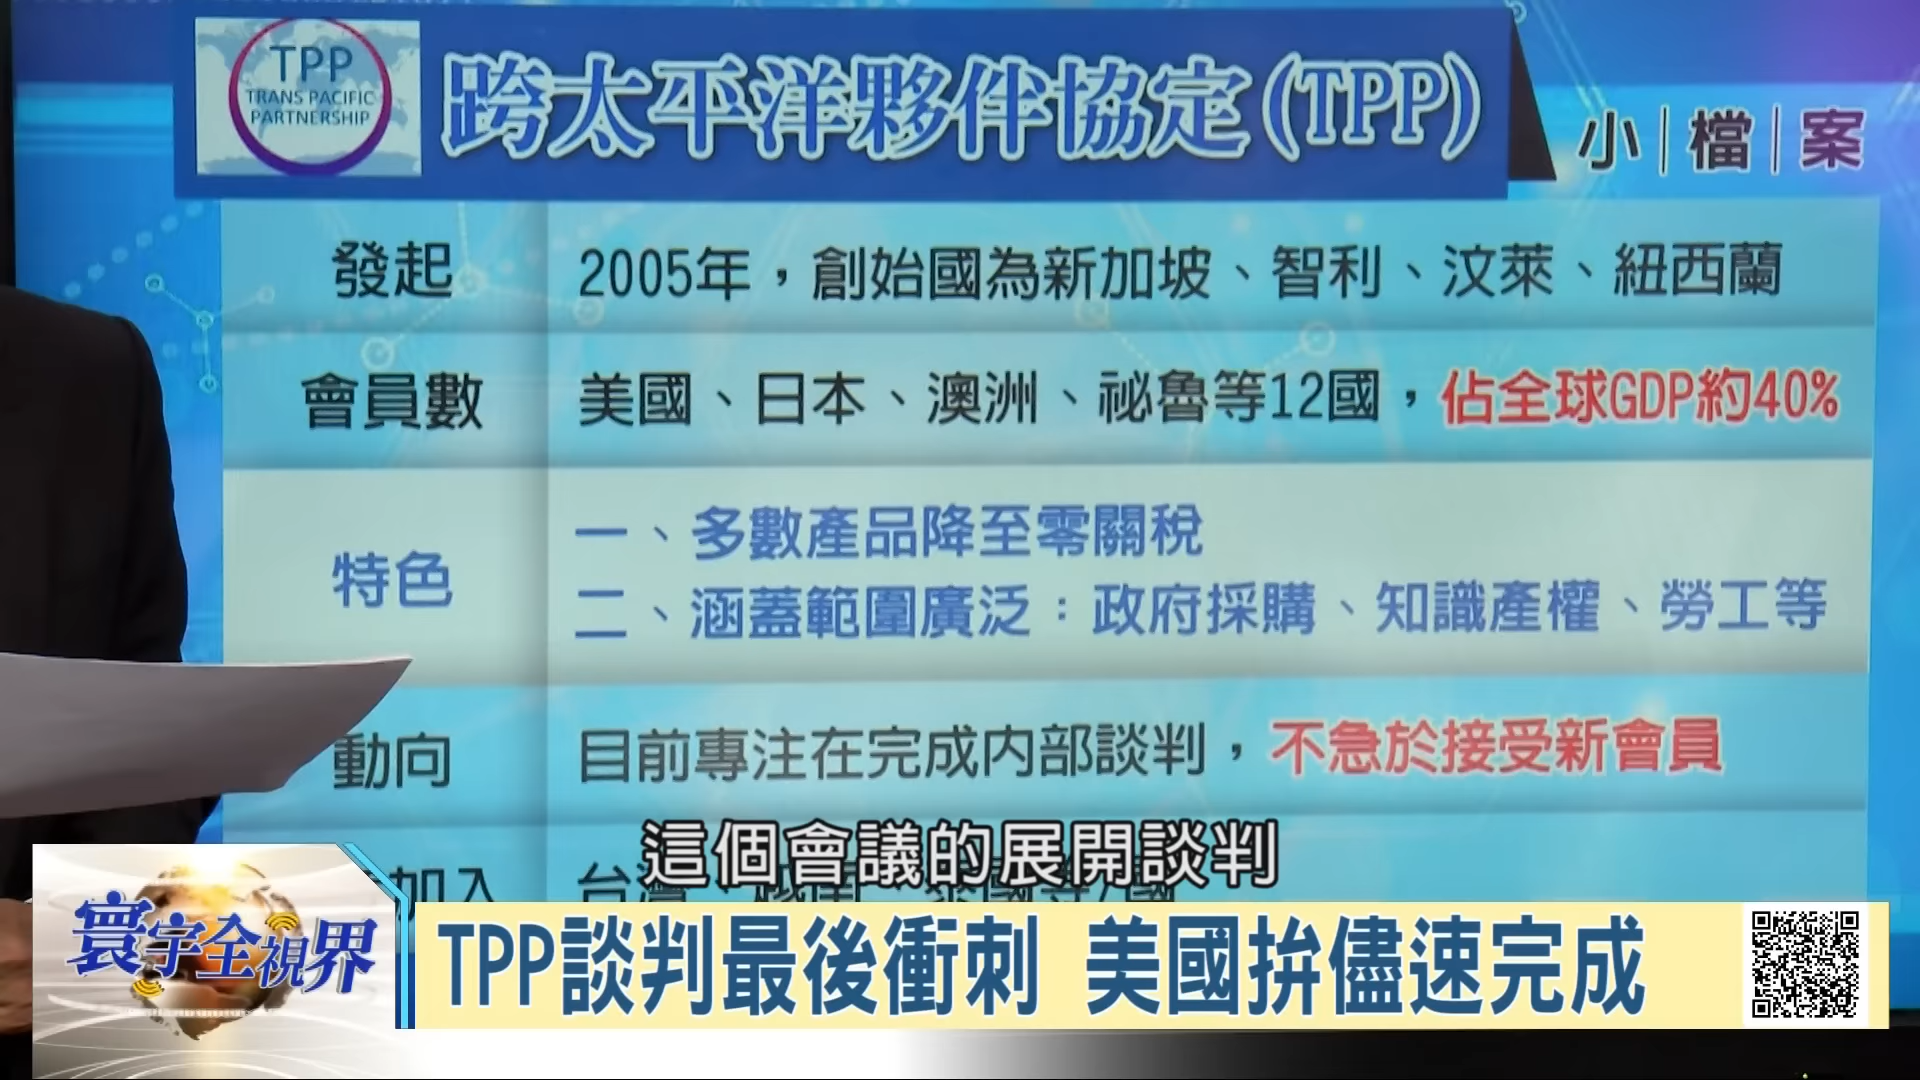 TPP
TRANS PACIFIC
PARTNERSHIP
跨太平洋夥伴協定(TPP)
小|檔|案
發起
2005年，創始國為新加坡、智利、汶萊、紐西蘭
會員數
美國、日本、澳洲、祕魯等12國，佔全球GDP約40%
特色
一、多數產品降至零關稅
二、涵蓋範圍廣泛：政府採購、知識產權、勞工等
動向
目前專注在完成內部談判，不急於接受新會員
加入
這個會議的展開談判
寰宇全視界
TPP談判最後衝刺 美國拚儘速完成